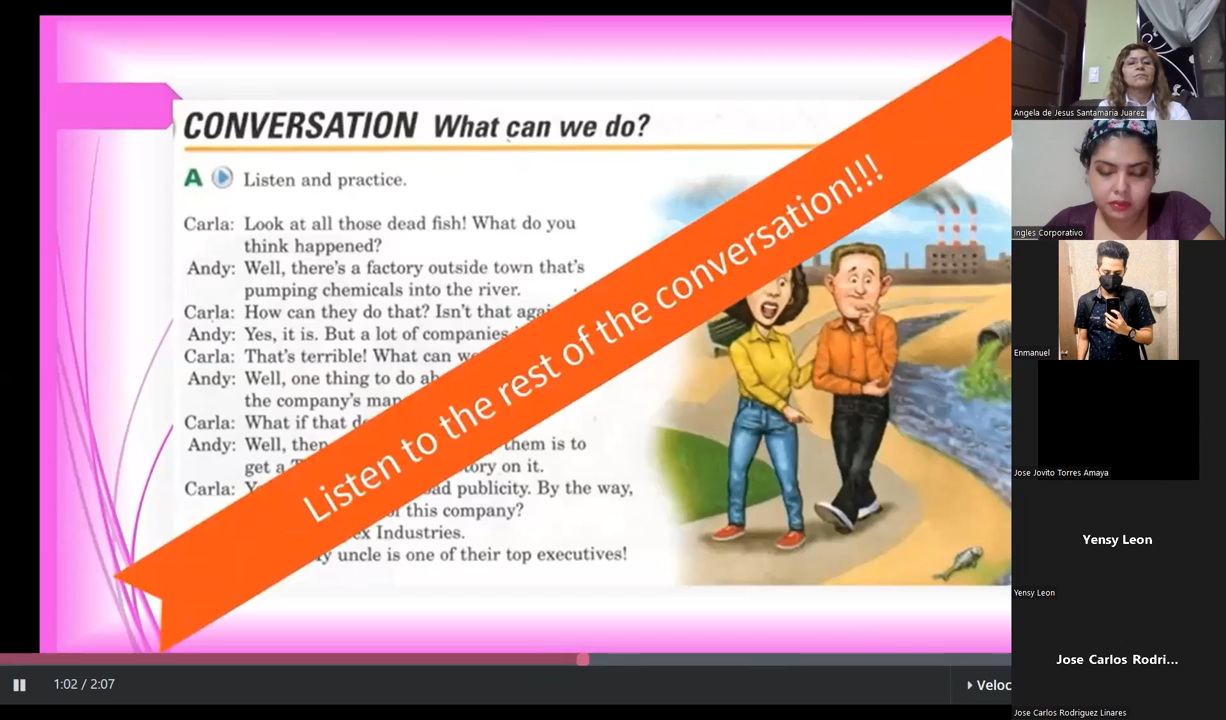 CONVERSATION What can we do?
A Listen and practice.
Carla: Look at all those dead fish! What do you
think happened?
Andy: Well, there's a factory outside town that's
pumping chemicals into the river.
Carla: How can they do that? Isn't that
Andy: Yes, it is. But a lot of companies
Carla: That's terrible! What can
Andy: Well, one thing to do
the company's
Carla: What if that
Andy: Well, them is to
get a on it.
Carla: publicity. By the way,
this company?
Industries.
uncle is one of their top executives!
Listen to the rest of the conversation!!!
1:02 / 2:07
Veloc
Angela de Jesus Santamaria Juarez
Ingles Corporativo
Enmanuel
Jose Jovito Torres Amaya
Yensy Leon
Yensy Leon
Jose Carlos Rodri...
Jose Carlos Rodriguez Linares